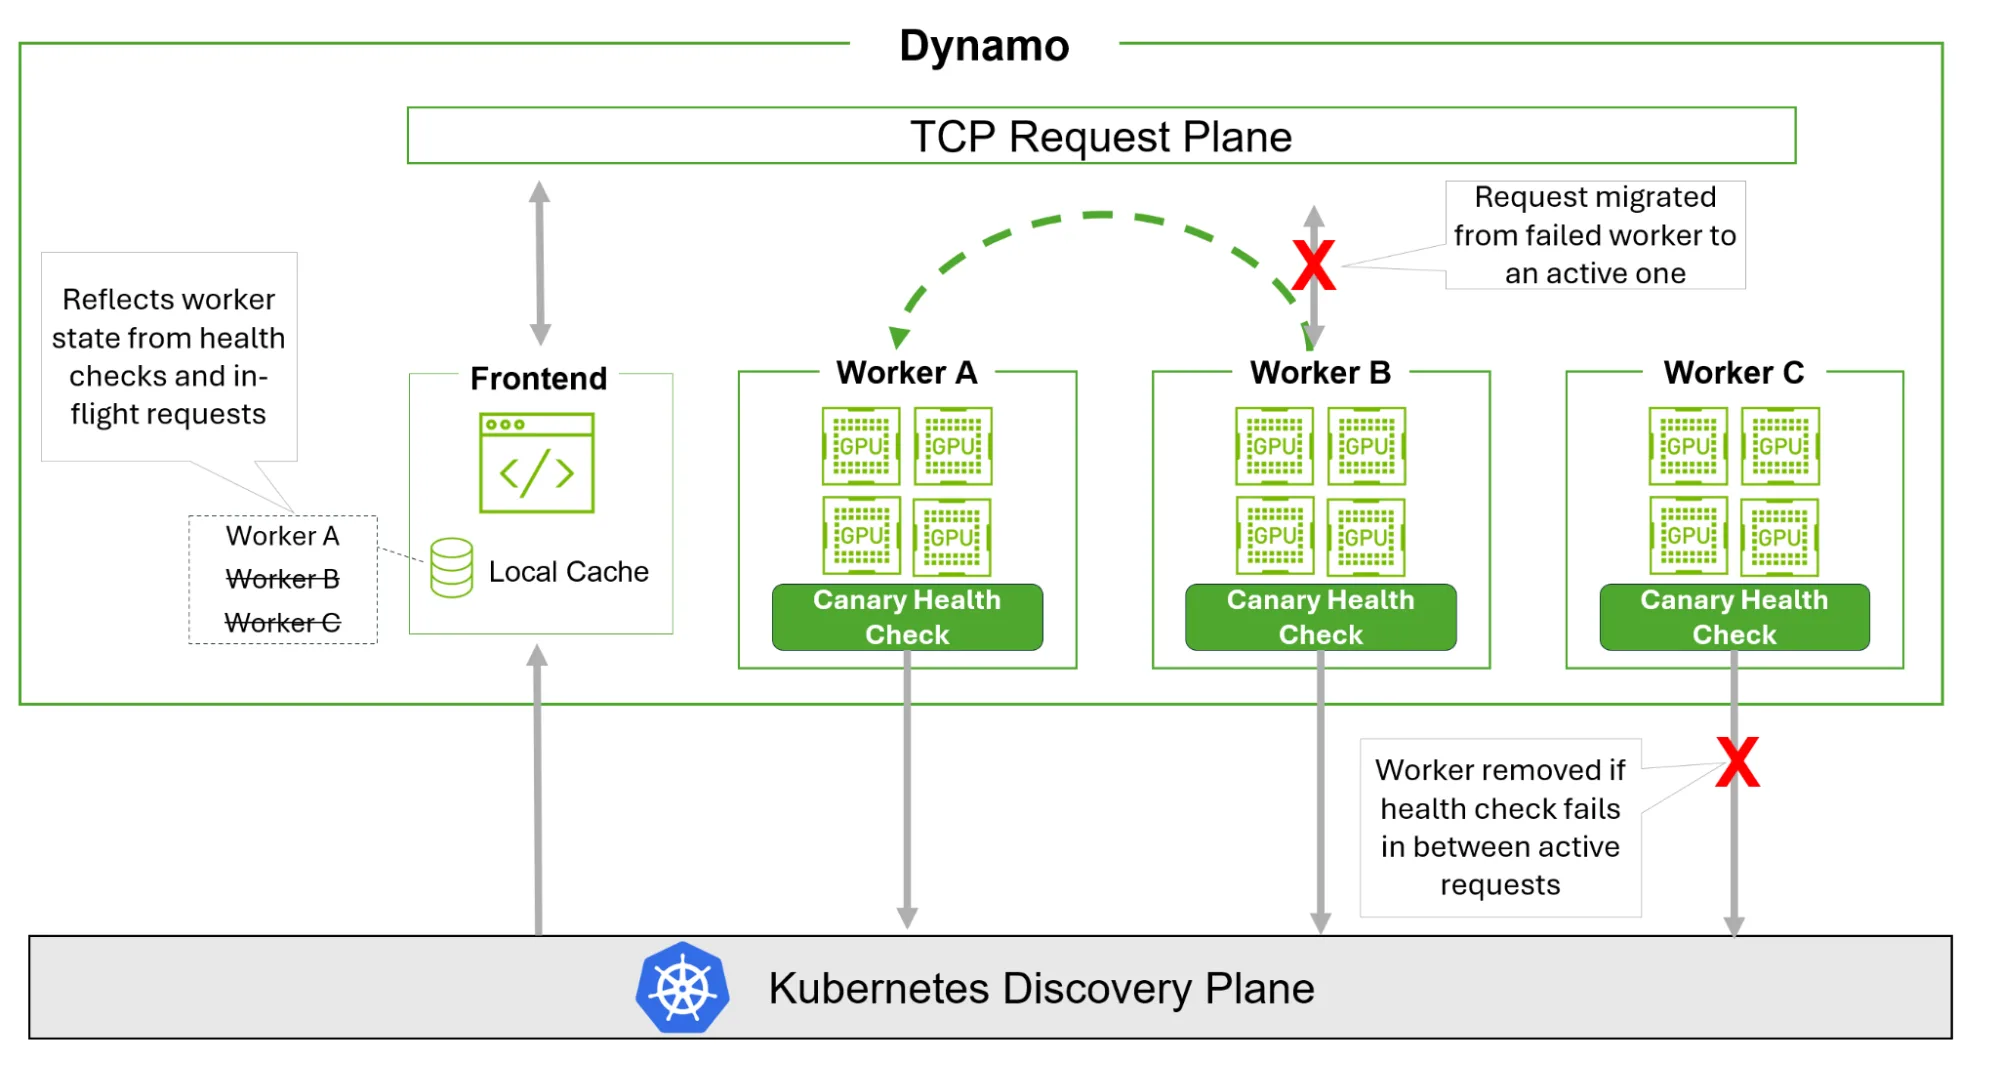 Dynamo
TCP Request Plane
Request migrated
from failed worker to
an active one
Reflects worker
state from health
checks and in-
flight requests
Frontend
Worker A
Worker B
Worker C
GPU GPU
GPU GPU
GPU GPU
GPU GPU
GPU GPU
GPU GPU
Worker A
Worker B
Worker C
Local Cache
Canary Health
Check
Canary Health
Check
Canary Health
Check
X
X
Worker removed if
health check fails
in between active
requests
Kubernetes Discovery Plane